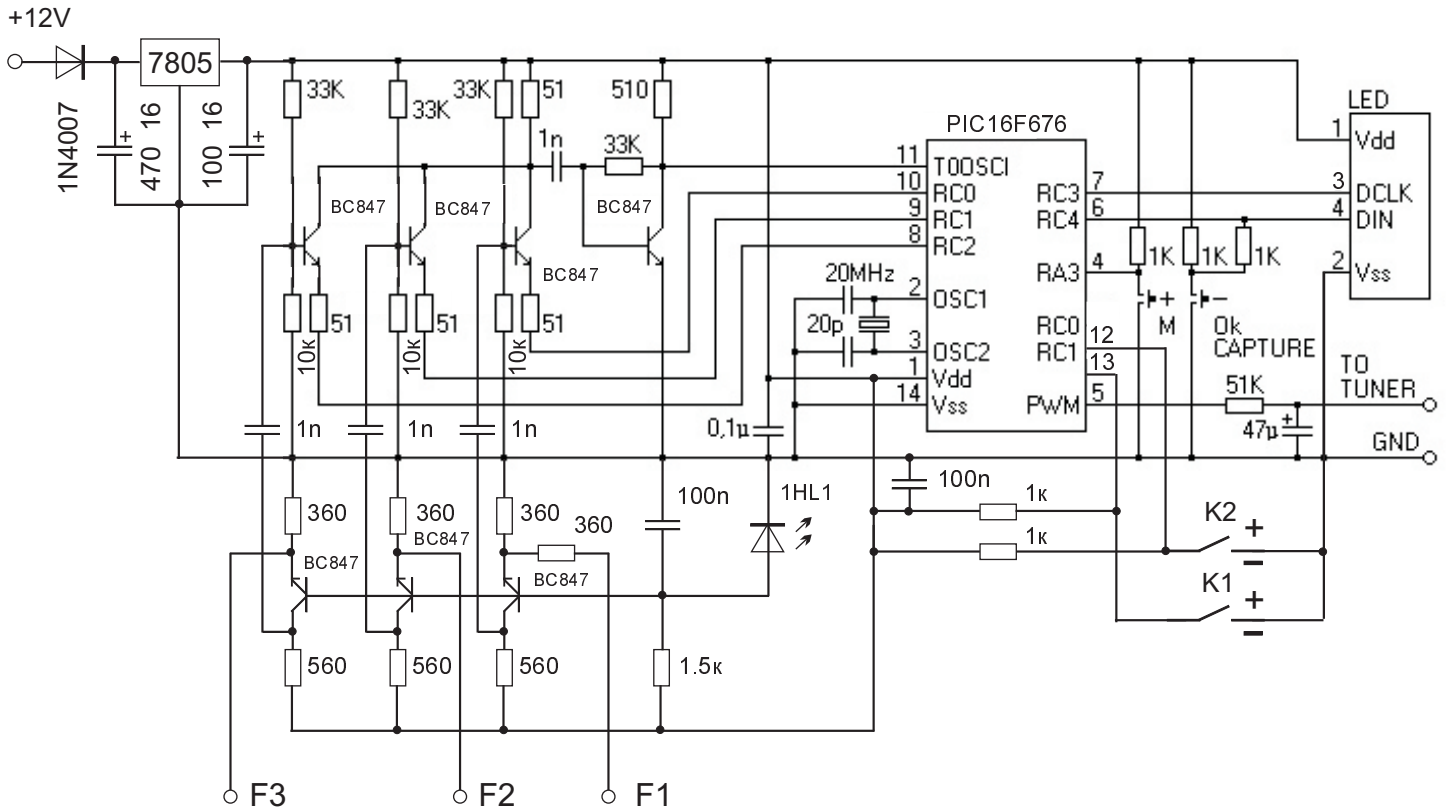 +12V
7805
1N4007
+
470 16
100 16
+
33K
33K
33K
51
510
1n
33K
BC847
BC847
BC847
BC847
51
51
51
10к
10к
10к
1n
1n
1n
PIC16F676
11 T0OSCI
10 RC0
9 RC1
8 RC2
2 OSC1
3 OSC2
1 Vdd
14 Vss
RC3 7
RC4 6
RA3 4
RC0 12
RC1 13
PWM 5
20MHz
20p
0,1µ
LED
1 Vdd
3 DCLK
4 DIN
2 Vss
1K
1K
1K
+
M
−
Ok
CAPTURE
TO
TUNER
51K
47µ
+
GND
360
360
360
360
BC847
BC847
BC847
100n
1HL1
100n
1к
1к
K2
+
−
K1
+
−
560
560
560
1.5к
F3
F2
F1